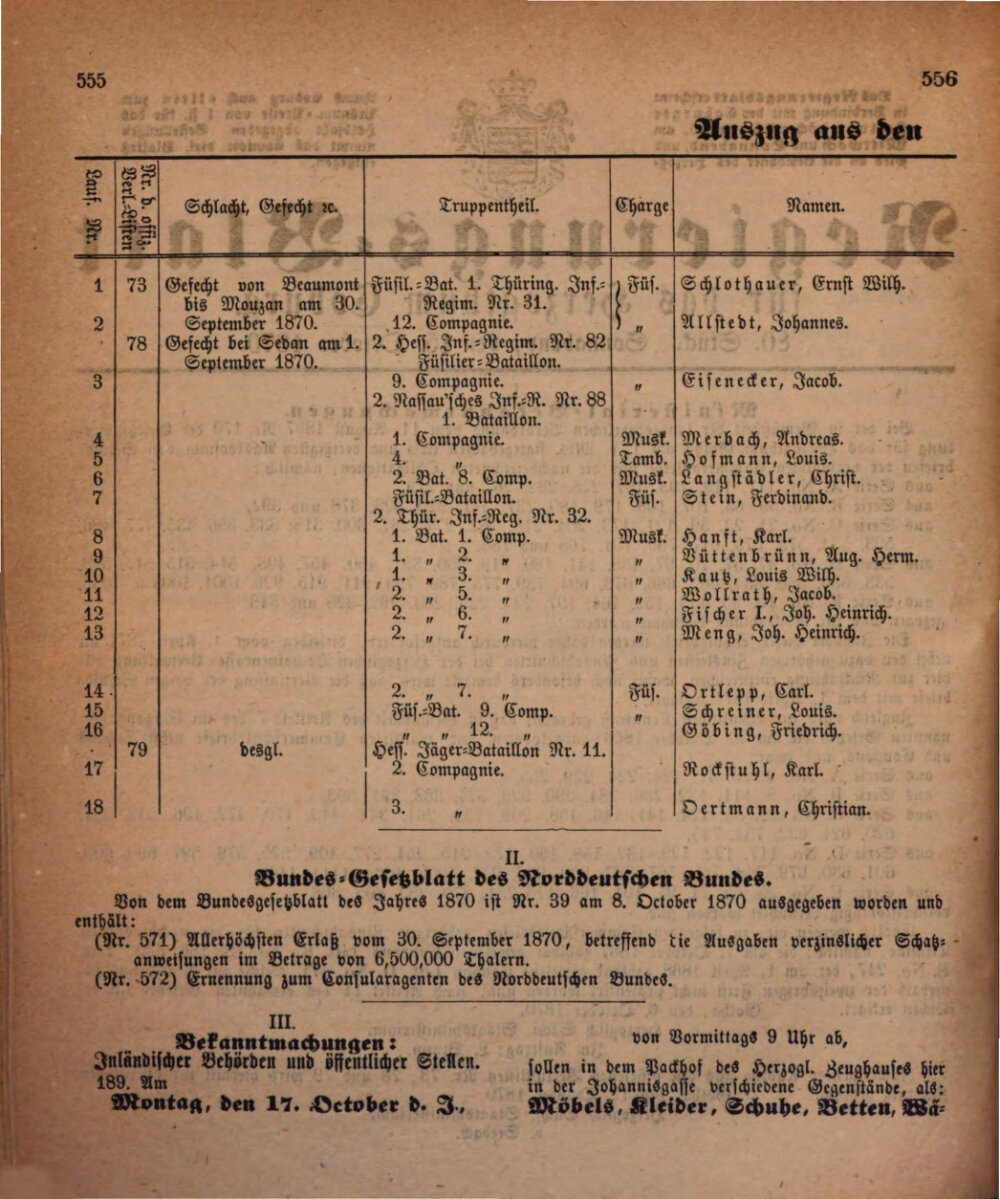 555 556
Auszug aus den
Lauf. Nr. Nr. d. offiz. Verl.-Listen Schlacht, Gefecht ꝛc. Truppentheil. Charge Namen.
1 73 Gefecht von Beaumont Füsil.-Bat. 1. Thüring. Inf.- Füs. Schlothauer, Ernst Wilh.
bis Mouzan am 30. Regim. Nr. 31.
2 September 1870. 12. Compagnie. „ Allstedt, Johannes.
78 Gefecht bei Sedan am 1. 2. Hess. Inf.-Regim. Nr. 82
September 1870. Füsilier-Bataillon.
3 9. Compagnie. „ Eisenecker, Jacob.
2. Nassau'sches Inf.-R. Nr. 88
1. Bataillon.
4 1. Compagnie. Musk. Merbach, Andreas.
5 4. „ Tamb. Hofmann, Louis.
6 2. Bat. 8. Comp. Musk. Langstädler, Christ.
7 Füsil.-Bataillon. Füs. Stein, Ferdinand.
2. Thür. Inf.-Reg. Nr. 32.
8 1. Bat. 1. Comp. Musk. Hanft, Karl.
9 1. „ 2. „ „ Büttenbrünn, Aug. Herm.
10 1. „ 3. „ „ Kautz, Louis Wilh.
11 2. „ 5. „ „ Wollrath, Jacob.
12 2. „ 6. „ „ Fischer I., Joh. Heinrich.
13 2. „ 7. „ „ Meng, Joh. Heinrich.
14 2. „ 7. „ Füs. Ortlepp, Carl.
15 Füs.-Bat. 9. Comp. „ Schreiner, Louis.
16 „ „ 12. „ Göbing, Friedrich.
79 desgl. Hess. Jäger-Bataillon Nr. 11.
17 2. Compagnie. Rockstuhl, Karl.
18 3. „ Oertmann, Christian.
II.
Bundes-Gesetzblatt des Norddeutschen Bundes.
Von dem Bundesgesetzblatt des Jahres 1870 ist Nr. 39 am 8. October 1870 ausgegeben worden und
enthält:
(Nr. 571) Allerhöchsten Erlaß vom 30. September 1870, betreffend die Ausgaben verzinslicher Schatz-
anweisungen im Betrage von 6,500,000 Thalern.
(Nr. 572) Ernennung zum Consularagenten des Norddeutschen Bundes.
III.
Bekanntmachungen:
Inländischer Behörden und öffentlicher Stellen.
189. Am
Montag, den 17. October d. J.,
von Vormittags 9 Uhr ab,
sollen in dem Packhof des Herzogl. Zeughauses hier
in der Johannisgasse verschiedene Gegenstände, als:
Möbels, Kleider, Schuhe, Betten, Wä-